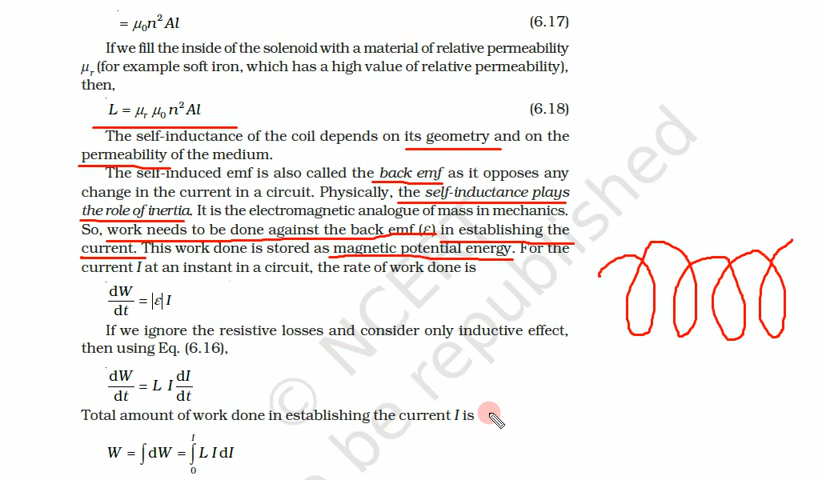 = μ₀n²Al (6.17)
If we fill the inside of the solenoid with a material of relative permeability
μᵣ (for example soft iron, which has a high value of relative permeability),
then,
L = μᵣ μ₀ n²Al (6.18)
The self-inductance of the coil depends on its geometry and on the
permeability of the medium.
The self-induced emf is also called the back emf as it opposes any
change in the current in a circuit. Physically, the self-inductance plays
the role of inertia. It is the electromagnetic analogue of mass in mechanics.
So, work needs to be done against the back emf (ε) in establishing the
current. This work done is stored as magnetic potential energy. For the
current I at an instant in a circuit, the rate of work done is
dW/dt = |ε| I
If we ignore the resistive losses and consider only inductive effect,
then using Eq. (6.16),
dW/dt = L I dI/dt
Total amount of work done in establishing the current I is
W = ∫dW = ∫₀ᴵ L I dI
© NCERT
be republished